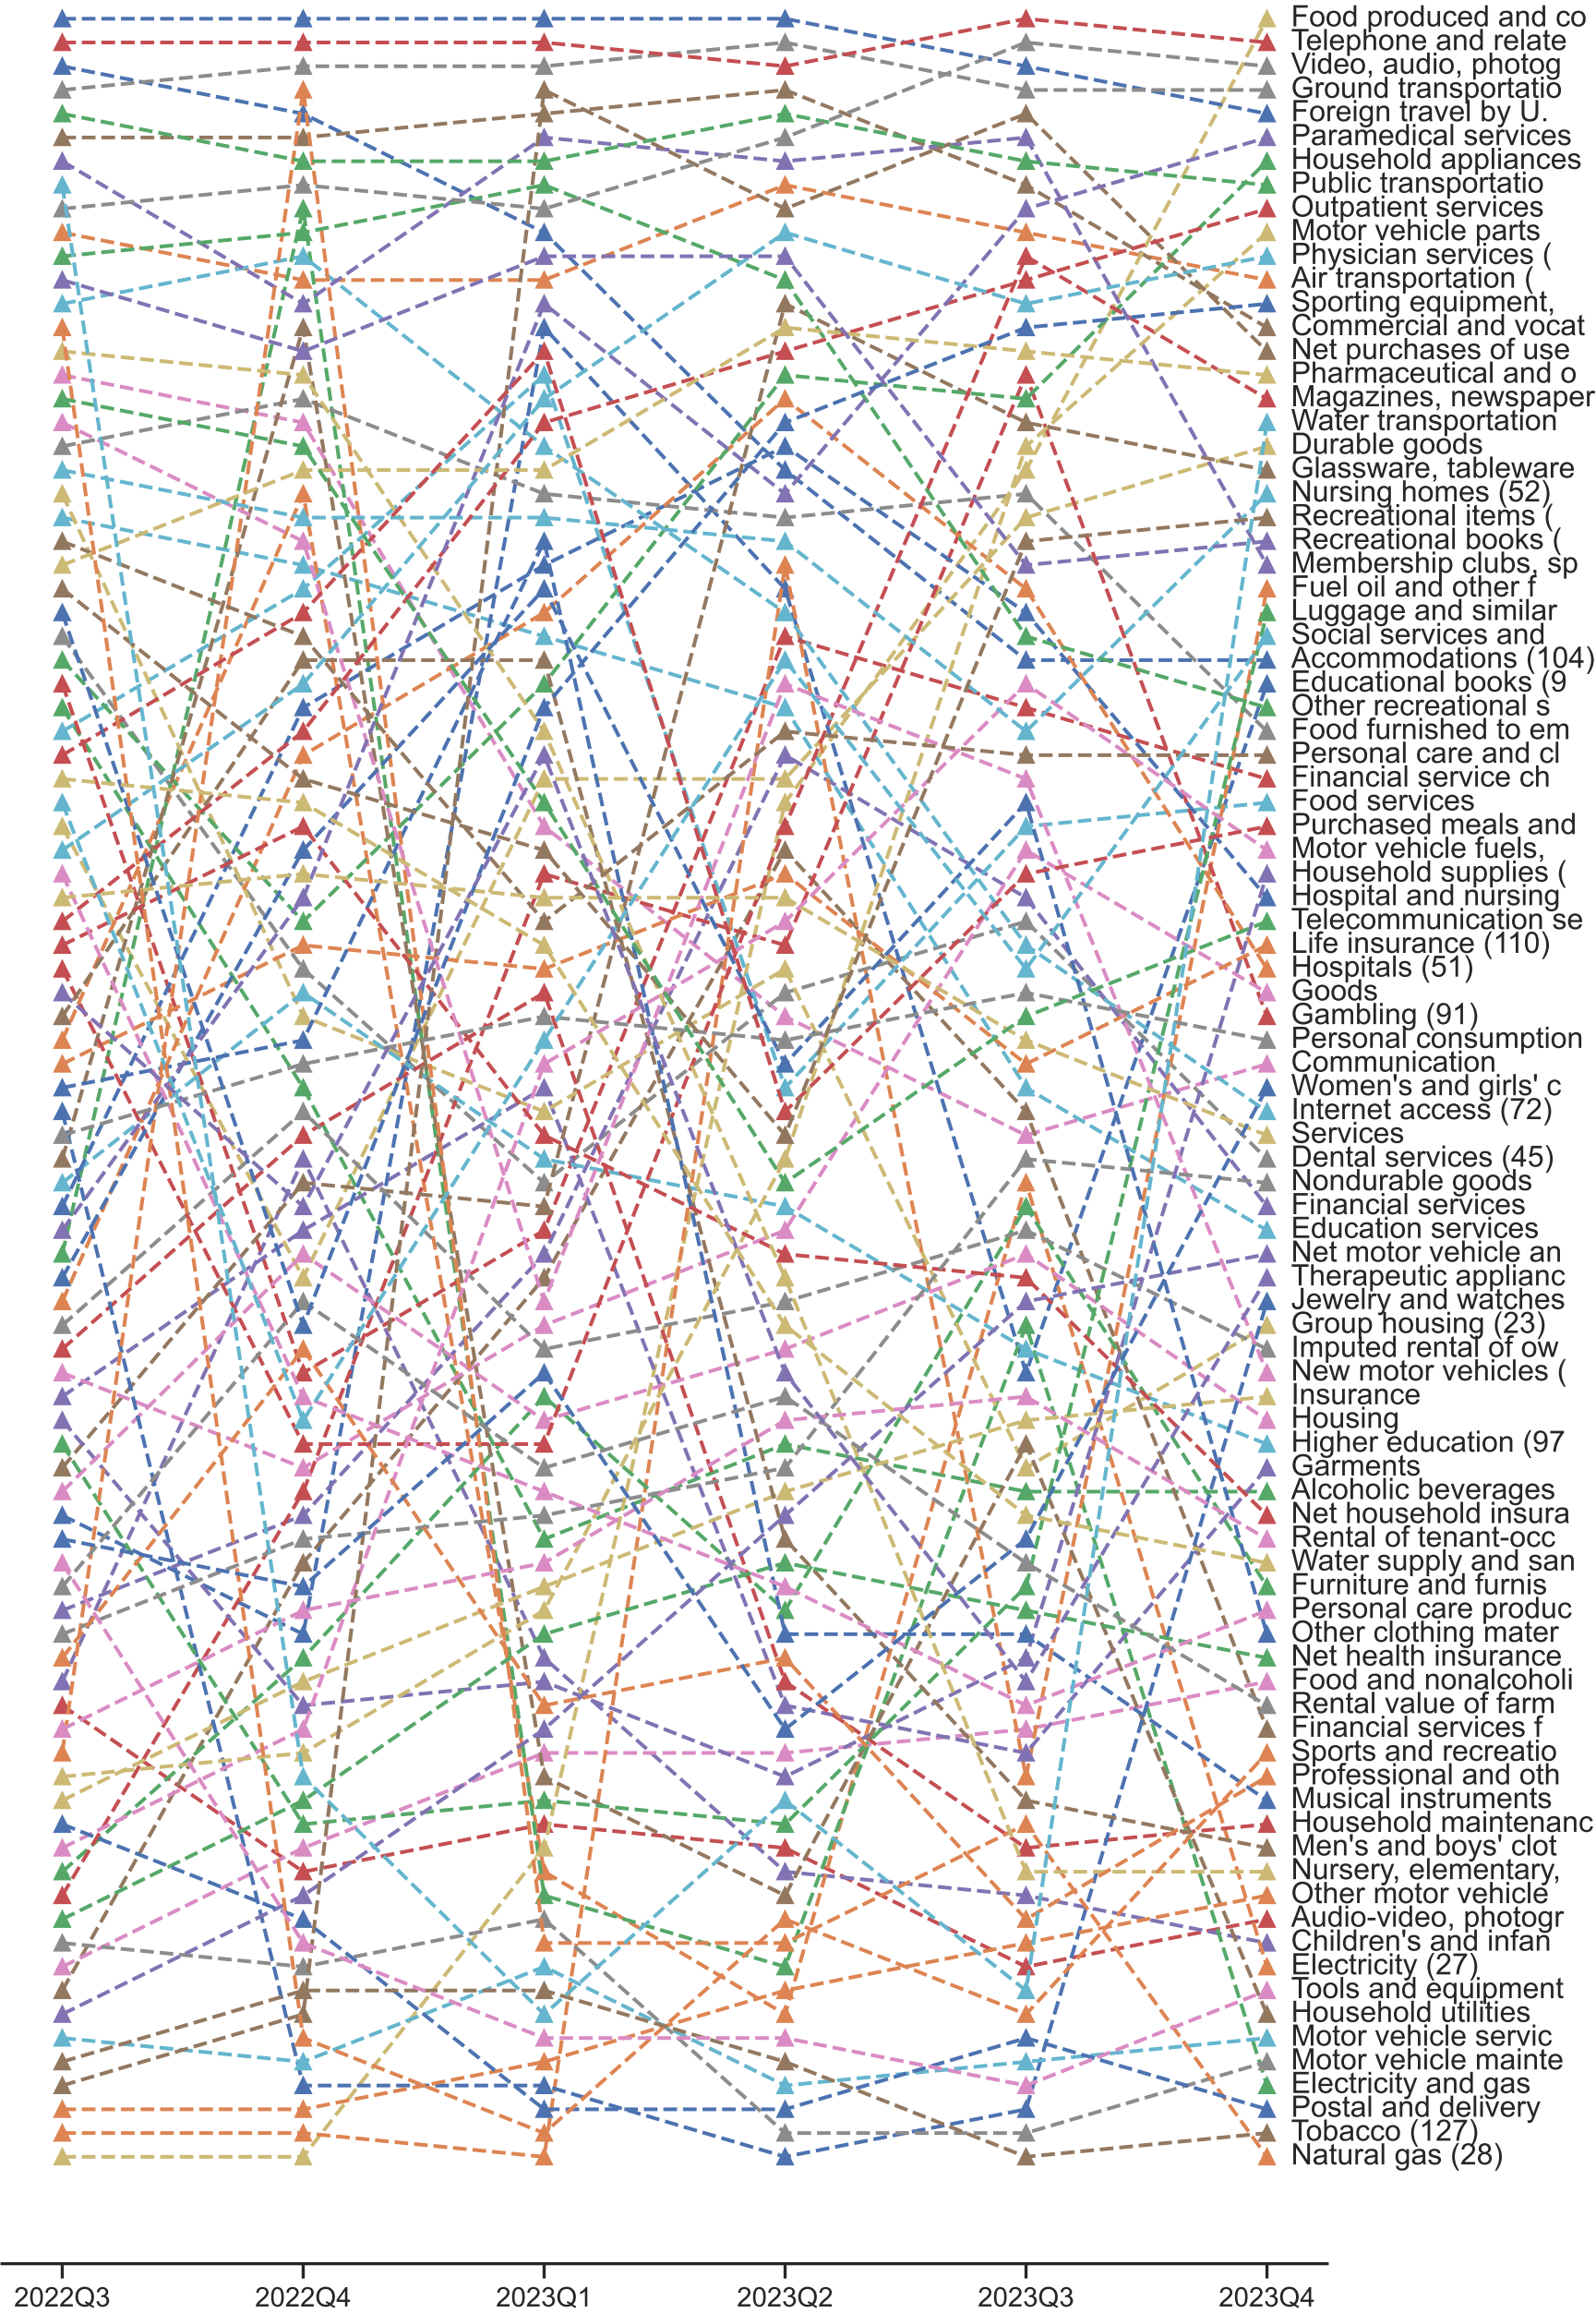 Food produced and co
Telephone and relate
Video, audio, photog
Ground transportatio
Foreign travel by U.
Paramedical services
Household appliances
Public transportatio
Outpatient services
Motor vehicle parts
Physician services (
Air transportation (
Sporting equipment,
Commercial and vocat
Net purchases of use
Pharmaceutical and o
Magazines, newspaper
Water transportation
Durable goods
Glassware, tableware
Nursing homes (52)
Recreational items (
Recreational books (
Membership clubs, sp
Fuel oil and other f
Luggage and similar
Social services and
Accommodations (104)
Educational books (9
Other recreational s
Food furnished to em
Personal care and cl
Financial service ch
Food services
Purchased meals and
Motor vehicle fuels,
Household supplies (
Hospital and nursing
Telecommunication se
Life insurance (110)
Hospitals (51)
Goods
Gambling (91)
Personal consumption
Communication
Women's and girls' c
Internet access (72)
Services
Dental services (45)
Nondurable goods
Financial services
Education services
Net motor vehicle an
Therapeutic applianc
Jewelry and watches
Group housing (23)
Imputed rental of ow
New motor vehicles (
Insurance
Housing
Higher education (97
Garments
Alcoholic beverages
Net household insura
Rental of tenant-occ
Water supply and san
Furniture and furnis
Personal care produc
Other clothing mater
Net health insurance
Food and nonalcoholi
Rental value of farm
Financial services f
Sports and recreatio
Professional and oth
Musical instruments
Household maintenanc
Men's and boys' clot
Nursery, elementary,
Other motor vehicle
Audio-video, photogr
Children's and infan
Electricity (27)
Tools and equipment
Household utilities
Motor vehicle servic
Motor vehicle mainte
Electricity and gas
Postal and delivery
Tobacco (127)
Natural gas (28)
2022Q3 2022Q4 2023Q1 2023Q2 2023Q3 2023Q4